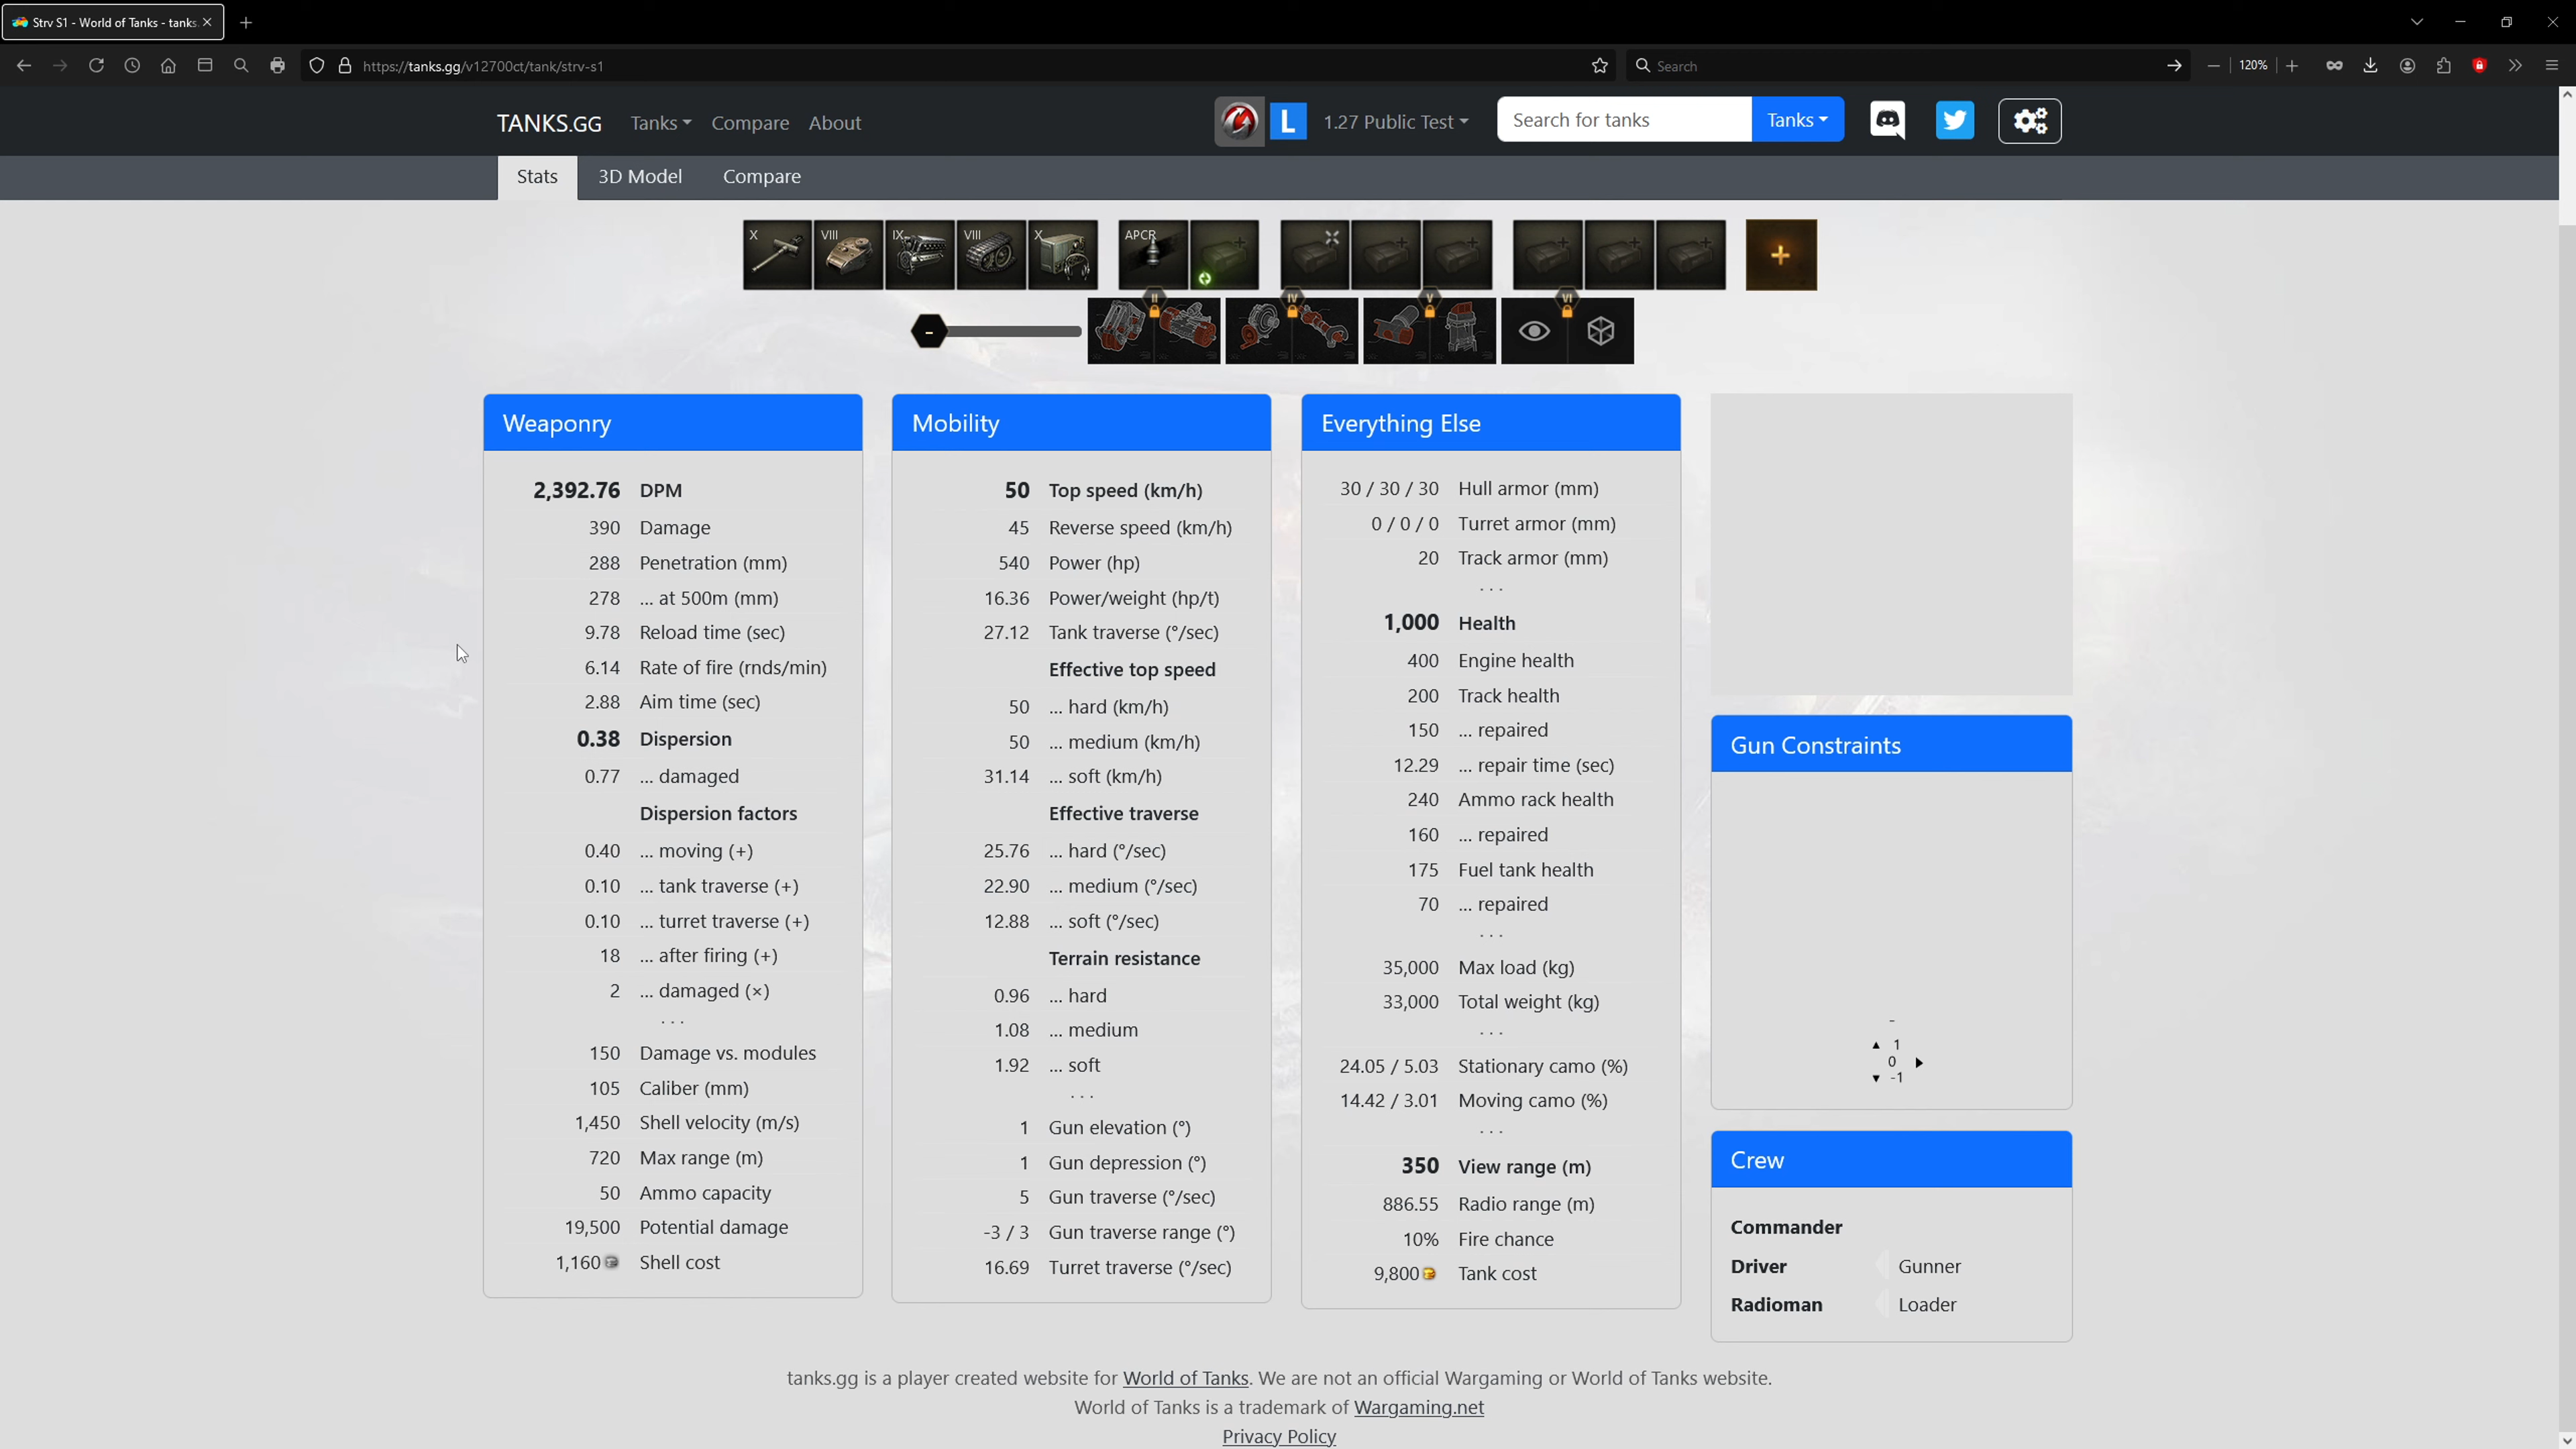 Strv S1 - World of Tanks - tanks.
https://tanks.gg/v12700ct/tank/strv-s1
Search
120%
TANKS.GG
Tanks
Compare
About
L
1.27 Public Test
Search for tanks
Tanks
Stats
3D Model
Compare
X
VIII
IX
VIII
X
APCR
II
IV
V
VI
-
Weaponry
2,392.76 DPM
390 Damage
288 Penetration (mm)
278 ... at 500m (mm)
9.78 Reload time (sec)
6.14 Rate of fire (rnds/min)
2.88 Aim time (sec)
0.38 Dispersion
0.77 ... damaged
Dispersion factors
0.40 ... moving (+)
0.10 ... tank traverse (+)
0.10 ... turret traverse (+)
18 ... after firing (+)
2 ... damaged (×)
...
150 Damage vs. modules
105 Caliber (mm)
1,450 Shell velocity (m/s)
720 Max range (m)
50 Ammo capacity
19,500 Potential damage
1,160 Shell cost
Mobility
50 Top speed (km/h)
45 Reverse speed (km/h)
540 Power (hp)
16.36 Power/weight (hp/t)
27.12 Tank traverse (°/sec)
Effective top speed
50 ... hard (km/h)
50 ... medium (km/h)
31.14 ... soft (km/h)
Effective traverse
25.76 ... hard (°/sec)
22.90 ... medium (°/sec)
12.88 ... soft (°/sec)
Terrain resistance
0.96 ... hard
1.08 ... medium
1.92 ... soft
...
1 Gun elevation (°)
1 Gun depression (°)
5 Gun traverse (°/sec)
-3 / 3 Gun traverse range (°)
16.69 Turret traverse (°/sec)
Everything Else
30 / 30 / 30 Hull armor (mm)
0 / 0 / 0 Turret armor (mm)
20 Track armor (mm)
...
1,000 Health
400 Engine health
200 Track health
150 ... repaired
12.29 ... repair time (sec)
240 Ammo rack health
160 ... repaired
175 Fuel tank health
70 ... repaired
...
35,000 Max load (kg)
33,000 Total weight (kg)
...
24.05 / 5.03 Stationary camo (%)
14.42 / 3.01 Moving camo (%)
...
350 View range (m)
886.55 Radio range (m)
10% Fire chance
9,800 Tank cost
Gun Constraints
-
▲ 1
0 ▶
▼ -1
Crew
Commander
Driver Gunner
Radioman Loader
tanks.gg is a player created website for World of Tanks. We are not an official Wargaming or World of Tanks website.
World of Tanks is a trademark of Wargaming.net
Privacy Policy